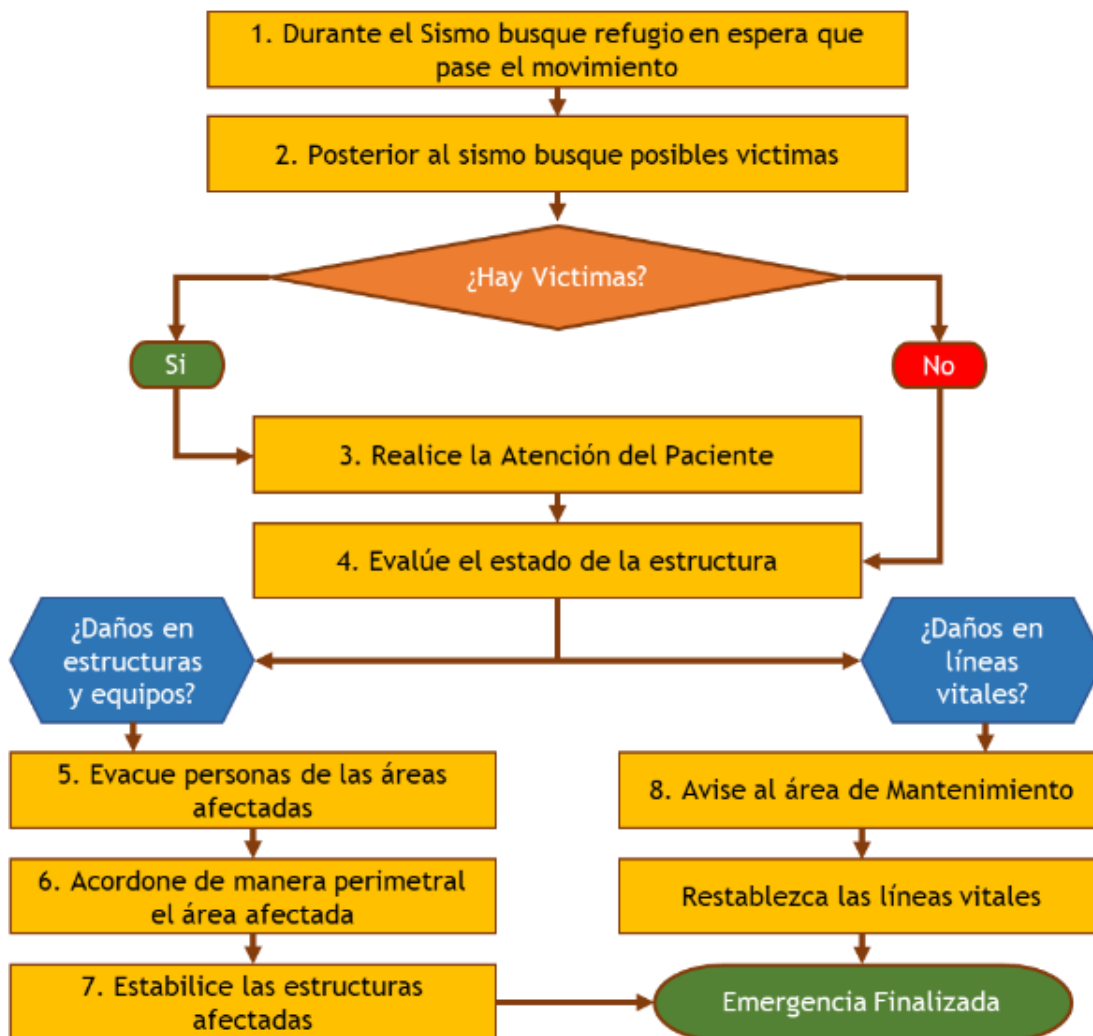 1. Durante el Sismo busque refugio en espera que
pase el movimiento
2. Posterior al sismo busque posibles victimas
¿Hay Victimas?
Si
No
3. Realice la Atención del Paciente
4. Evalúe el estado de la estructura
¿Daños en
estructuras
y equipos?
¿Daños en
líneas
vitales?
5. Evacue personas de las áreas
afectadas
8. Avise al área de Mantenimiento
6. Acordone de manera perimetral
el área afectada
Restablezca las líneas vitales
7. Estabilice las estructuras
afectadas
Emergencia Finalizada